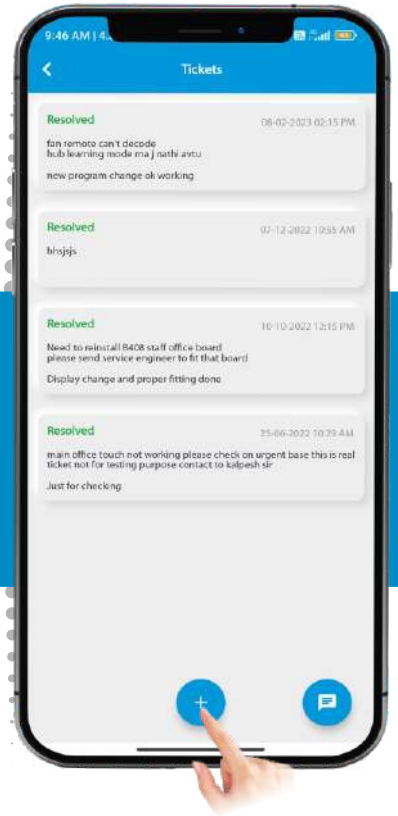 9:46 AM | 4.
Tickets
Resolved
08-02-2023 02:15 PM
fan remote can't decode
hub learning mode ma j nathi avtu
new program change ok working
Resolved
07-12-2022 10:55 AM
bhsjsjs
Resolved
10-10-2022 12:15 PM
Need to reinstall B408 staff office board
please send service engineer to fit that board
Display change and proper fitting done
Resolved
25-06-2022 10:29 AM
main office touch not working please check on urgent base this is real
ticket not for testing purpose contact to kalpesh sir
Just for checking